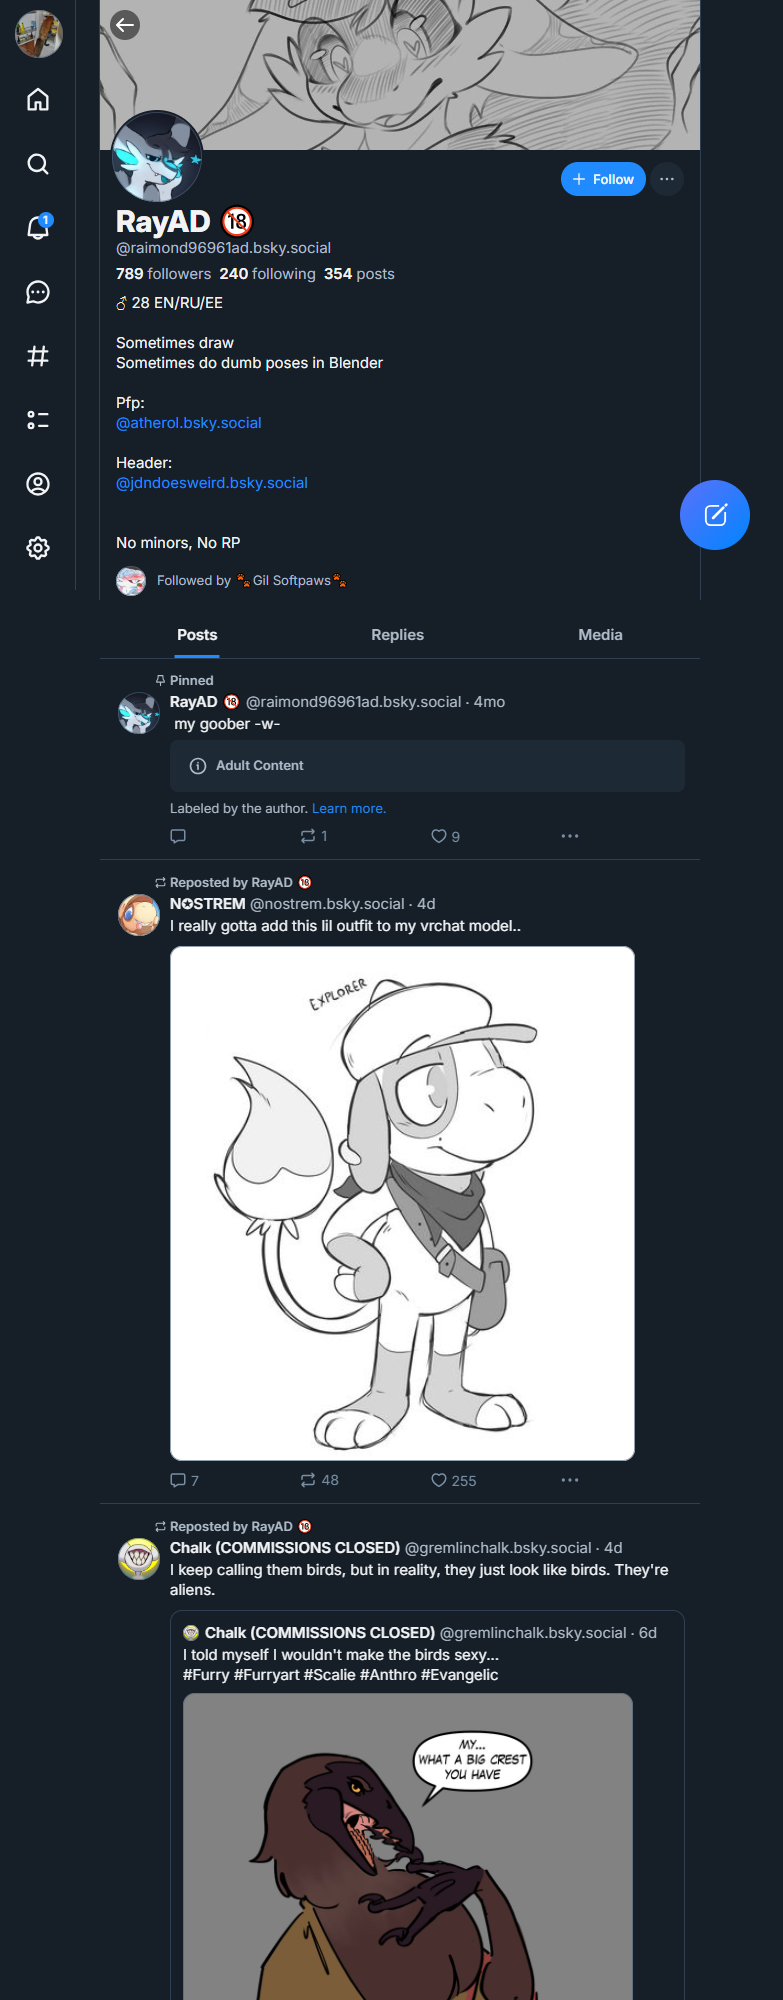 1
+ Follow
RayAD 🔞
@raimond96961ad.bsky.social
789 followers 240 following 354 posts
28 EN/RU/EE
Sometimes draw
Sometimes do dumb poses in Blender
Pfp:
@atherol.bsky.social
Header:
@jdndoesweird.bsky.social
No minors, No RP
Followed by 🐾Gil Softpaws🐾
Posts Replies Media
Pinned
RayAD 🔞 @raimond96961ad.bsky.social · 4mo
my goober -w-
Adult Content
Labeled by the author. Learn more.
1 9
Reposted by RayAD 🔞
N✪STREM @nostrem.bsky.social · 4d
I really gotta add this lil outfit to my vrchat model..
EXPLORER
7 48 255
Reposted by RayAD 🔞
Chalk (COMMISSIONS CLOSED) @gremlinchalk.bsky.social · 4d
I keep calling them birds, but in reality, they just look like birds. They're
aliens.
Chalk (COMMISSIONS CLOSED) @gremlinchalk.bsky.social · 6d
I told myself I wouldn't make the birds sexy...
#Furry #Furryart #Scalie #Anthro #Evangelic
MY...
WHAT A BIG CREST
YOU HAVE